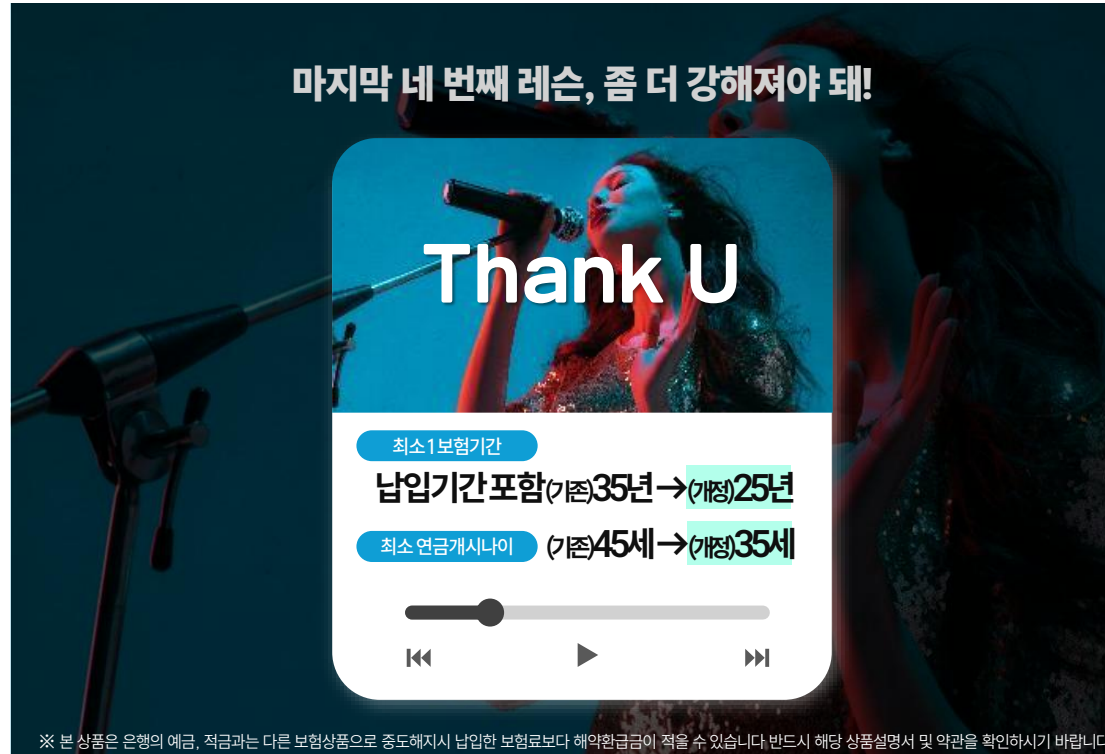 마지막 네 번째 레슨, 좀 더 강해져야 돼!
Thank U
최소1보험기간
납입기간 포함(기존)35년→(개정)25년
최소 연금개시나이 (기존)45세→(개정)35세
※ 본 상품은 은행의 예금, 적금과는 다른 보험상품으로 중도해지시 납입한 보험료보다 해약환급금이 적을 수 있습니다.반드시 해당 상품설명서 및 약관을 확인하시기 바랍니다